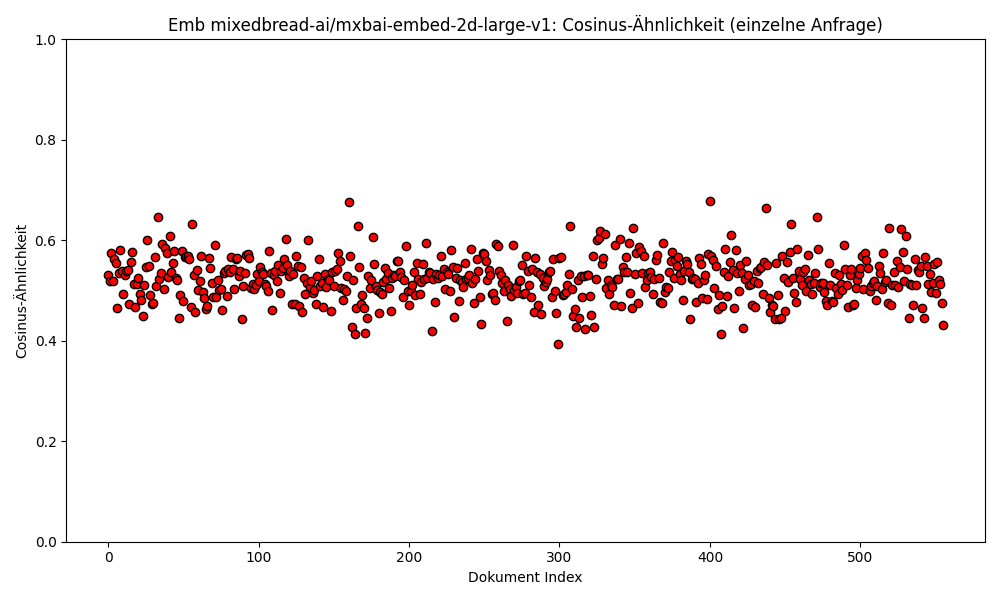 Emb mixedbread-ai/mxbai-embed-2d-large-v1: Cosinus-Ähnlichkeit (einzelne Anfrage)
1.0
0.8
0.6
0.4
0.2
0.0
Cosinus-Ähnlichkeit
0 100 200 300 400 500
Dokument Index